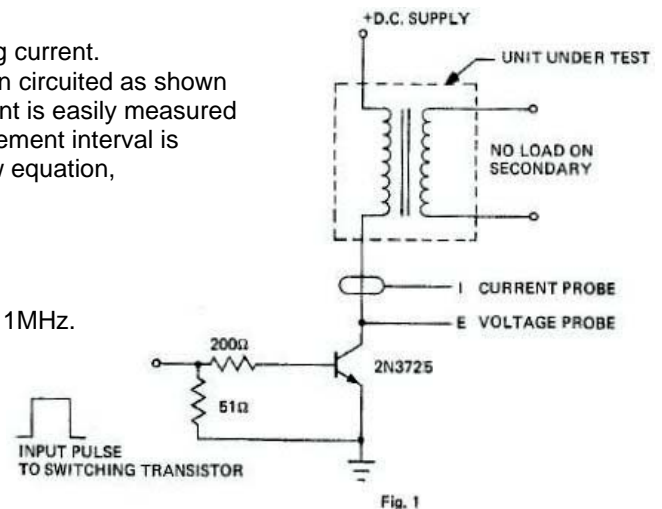 +D.C. SUPPLY
g current.
UNIT UNDER TEST
n circuited as shown
nt is easily measured
ement interval is
w equation,
NO LOAD ON
SECONDARY
I CURRENT PROBE
1MHz.
E VOLTAGE PROBE
200Ω
2N3725
51Ω
INPUT PULSE
TO SWITCHING TRANSISTOR
Fig. 1